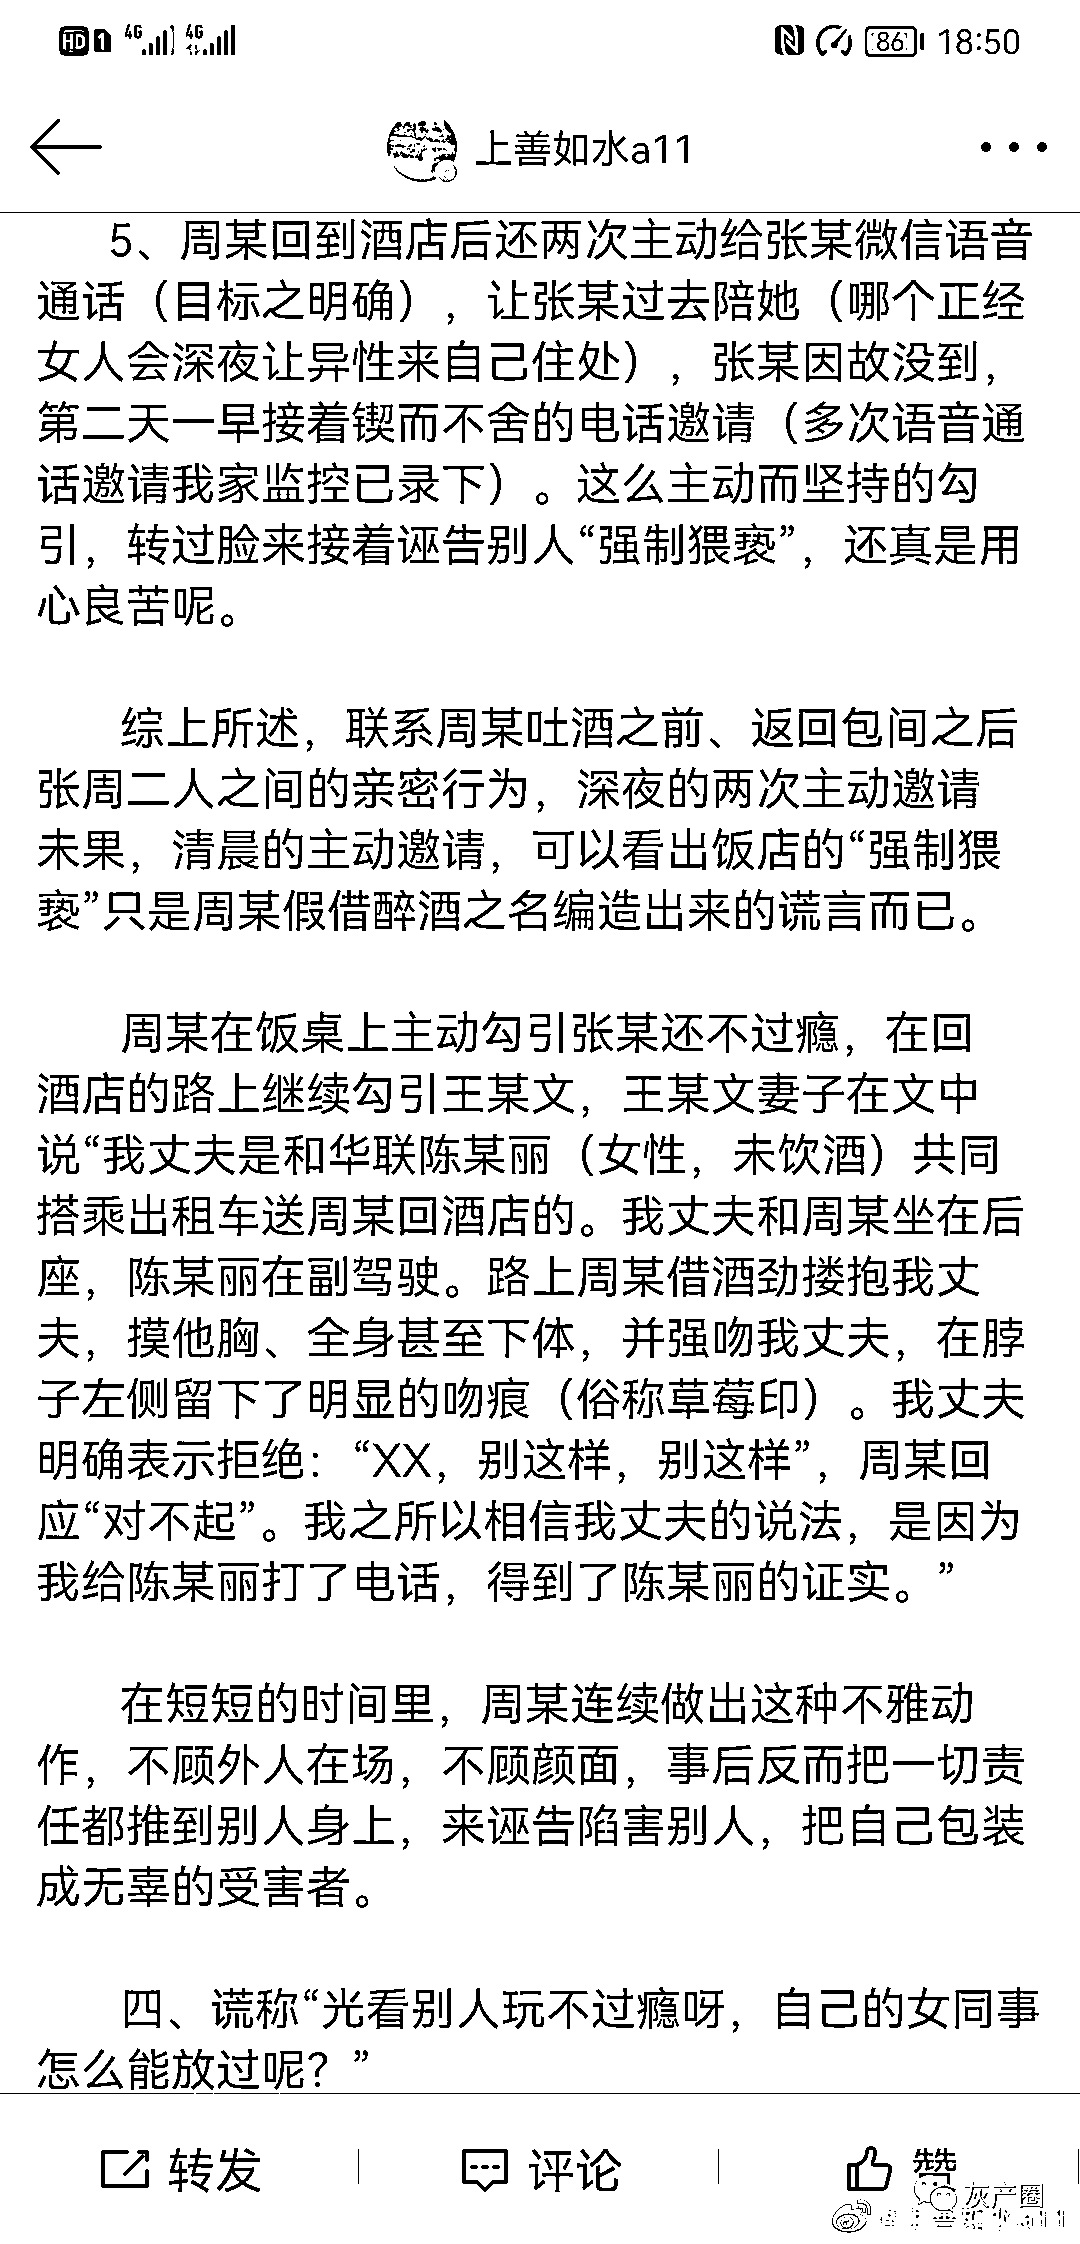 HD 1 4G 4G 86 18:50
上善如水a11
5、周某回到酒店后还两次主动给张某微信语音
通话（目标之明确），让张某过去陪她（哪个正经
女人会深夜让异性来自己住处），张某因故没到，
第二天一早接着锲而不舍的电话邀请（多次语音通
话邀请我家监控已录下）。这么主动而坚持的勾
引，转过脸来接着诬告别人“强制猥亵”，还真是用
心良苦呢。
综上所述，联系周某吐酒之前、返回包间之后
张周二人之间的亲密行为，深夜的两次主动邀请
未果，清晨的主动邀请，可以看出饭店的“强制猥
亵”只是周某假借醉酒之名编造出来的谎言而已。
周某在饭桌上主动勾引张某还不过瘾，在回
酒店的路上继续勾引王某文，王某文妻子在文中
说“我丈夫是和华联陈某丽（女性，未饮酒）共同
搭乘出租车送周某回酒店的。我丈夫和周某坐在后
座，陈某丽在副驾驶。路上周某借酒劲搂抱我丈
夫，摸他胸、全身甚至下体，并强吻我丈夫，在脖
子左侧留下了明显的吻痕（俗称草莓印）。我丈夫
明确表示拒绝：“XX，别这样，别这样”，周某回
应“对不起”。我之所以相信我丈夫的说法，是因为
我给陈某丽打了电话，得到了陈某丽的证实。”
在短短的时间里，周某连续做出这种不雅动
作，不顾外人在场，不顾颜面，事后反而把一切责
任都推到别人身上，来诬告陷害别人，把自己包装
成无辜的受害者。
四、谎称“光看别人玩不过瘾呀，自己的女同事
怎么能放过呢？”
转发 评论 赞
灰产圈